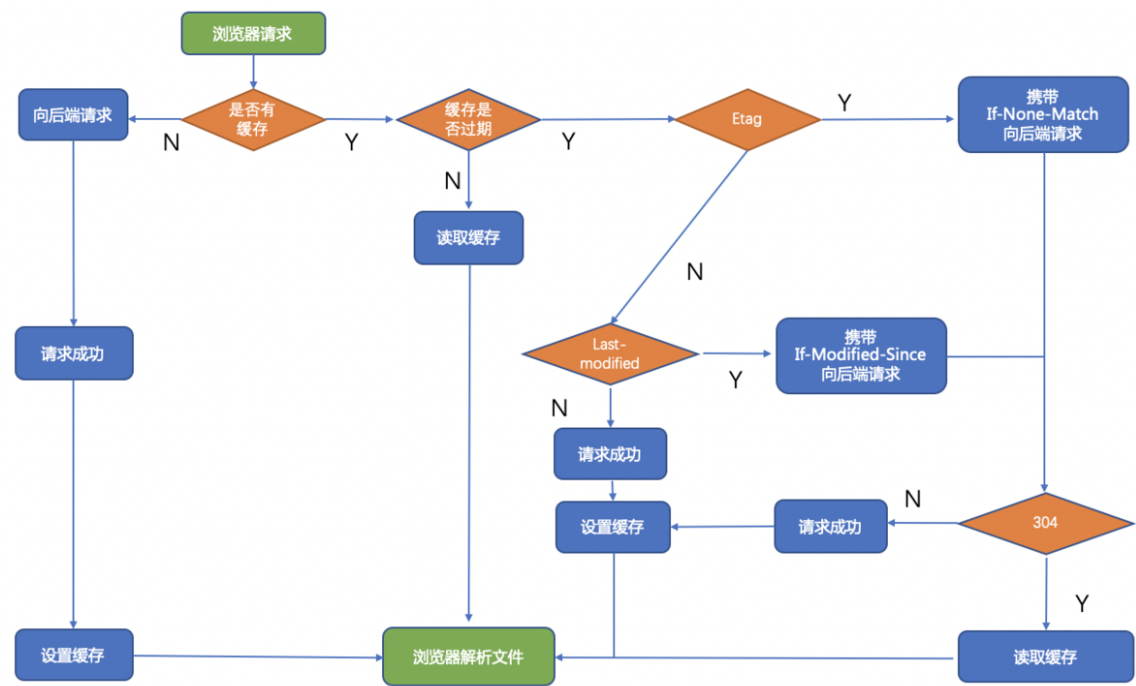 浏览器请求
向后端请求
N
是否有
缓存
Y
缓存是
否过期
Y
Etag
Y
携带
If-None-Match
向后端请求
N
读取缓存
N
请求成功
Last-
modified
Y
携带
If-Modified-Since
向后端请求
N
请求成功
设置缓存
请求成功
N
304
Y
设置缓存
浏览器解析文件
读取缓存